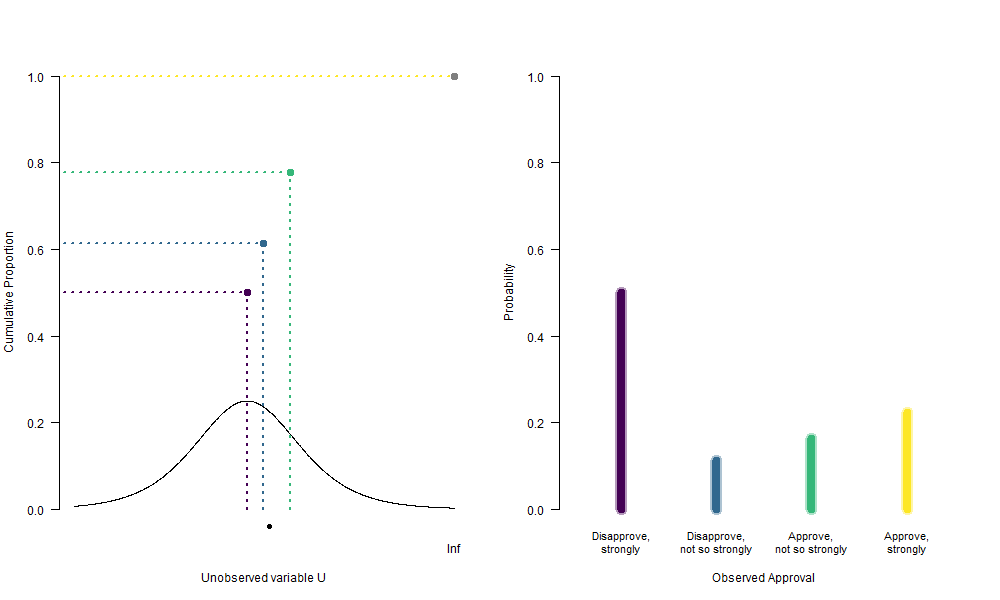 Cumulative Proportion
1.0
0.8
0.6
0.4
0.2
0.0
Inf
Unobserved variable U
Probability
1.0
0.8
0.6
0.4
0.2
0.0
Disapprove,
strongly
Disapprove,
not so strongly
Approve,
not so strongly
Approve,
strongly
Observed Approval